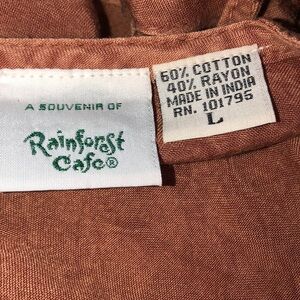 A SOUVENIR OF
Rainforest
Cafe®
60% COTTON
40% RAYON
MADE IN INDIA
RN. 101795
L